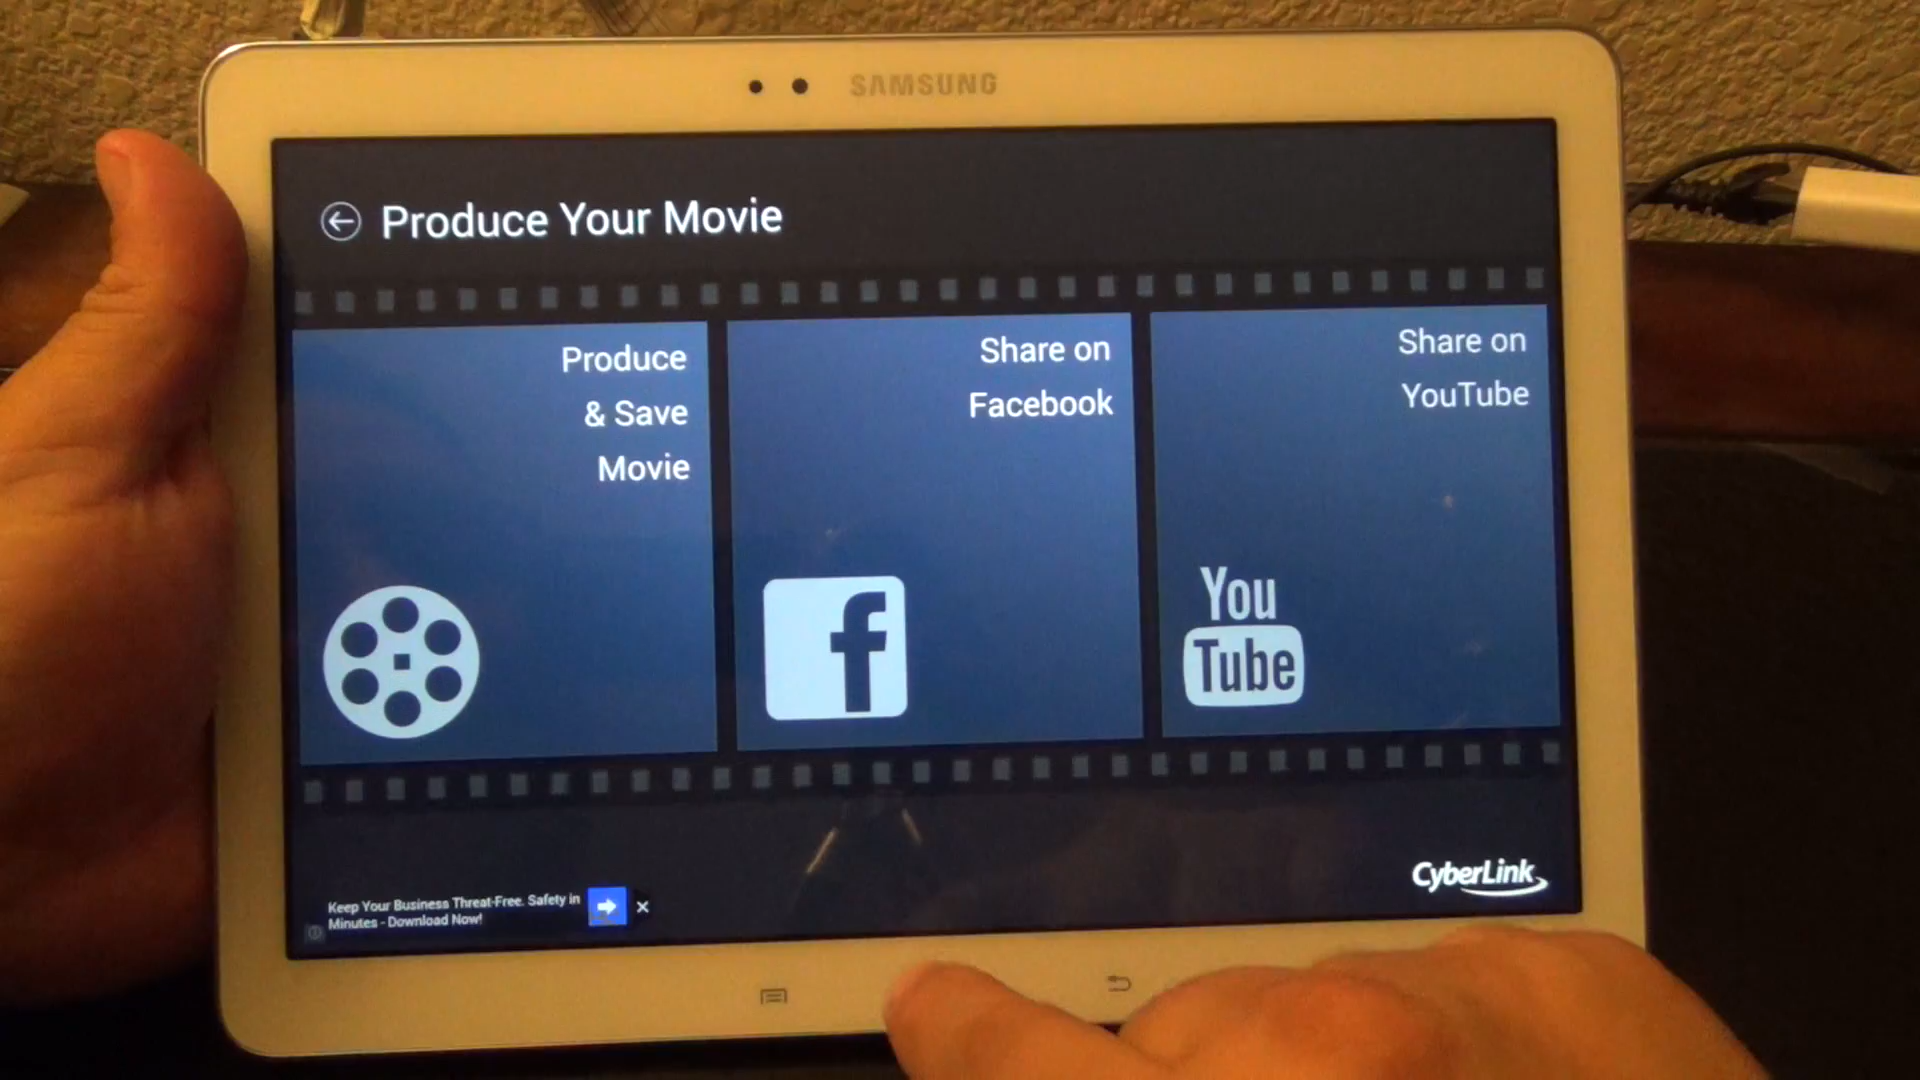 SAMSUNG
Produce Your Movie
Produce
& Save
Movie
Share on
Facebook
Share on
YouTube
f
You
Tube
CyberLink
Keep Your Business Threat-Free. Safety in
Minutes - Download Now!